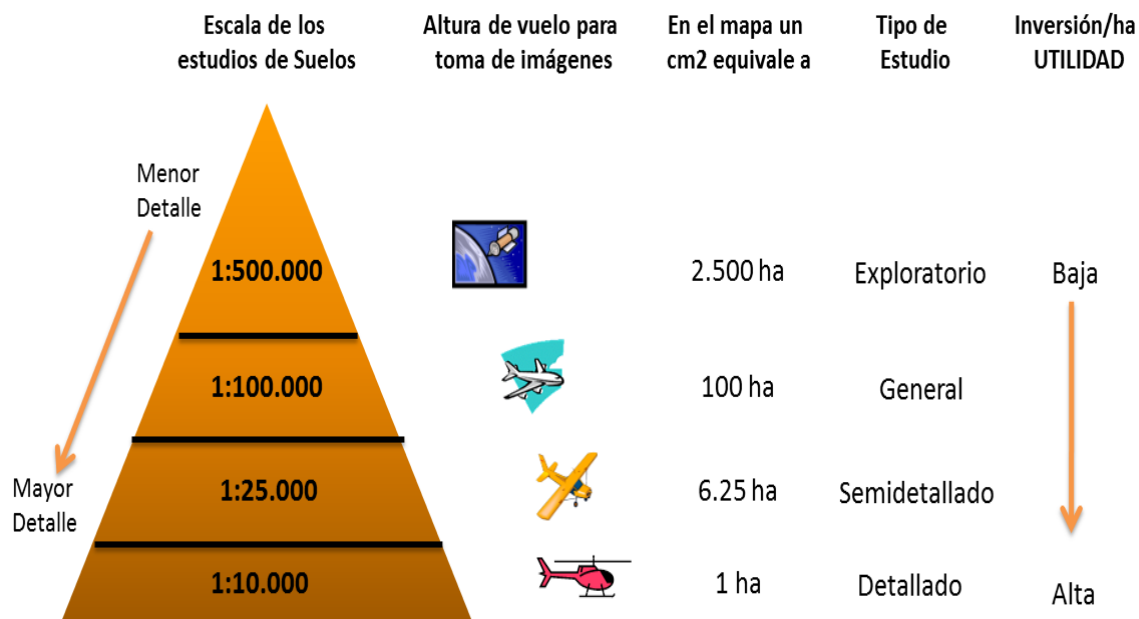 Escala de los
estudios de Suelos
Altura de vuelo para
toma de imágenes
En el mapa un
cm2 equivale a
Tipo de
Estudio
Inversión/ha
UTILIDAD
Menor
Detalle
1:500.000
2.500 ha
Exploratorio
Baja
1:100.000
100 ha
General
Mayor
Detalle
1:25.000
6.25 ha
Semidetallado
1:10.000
1 ha
Detallado
Alta